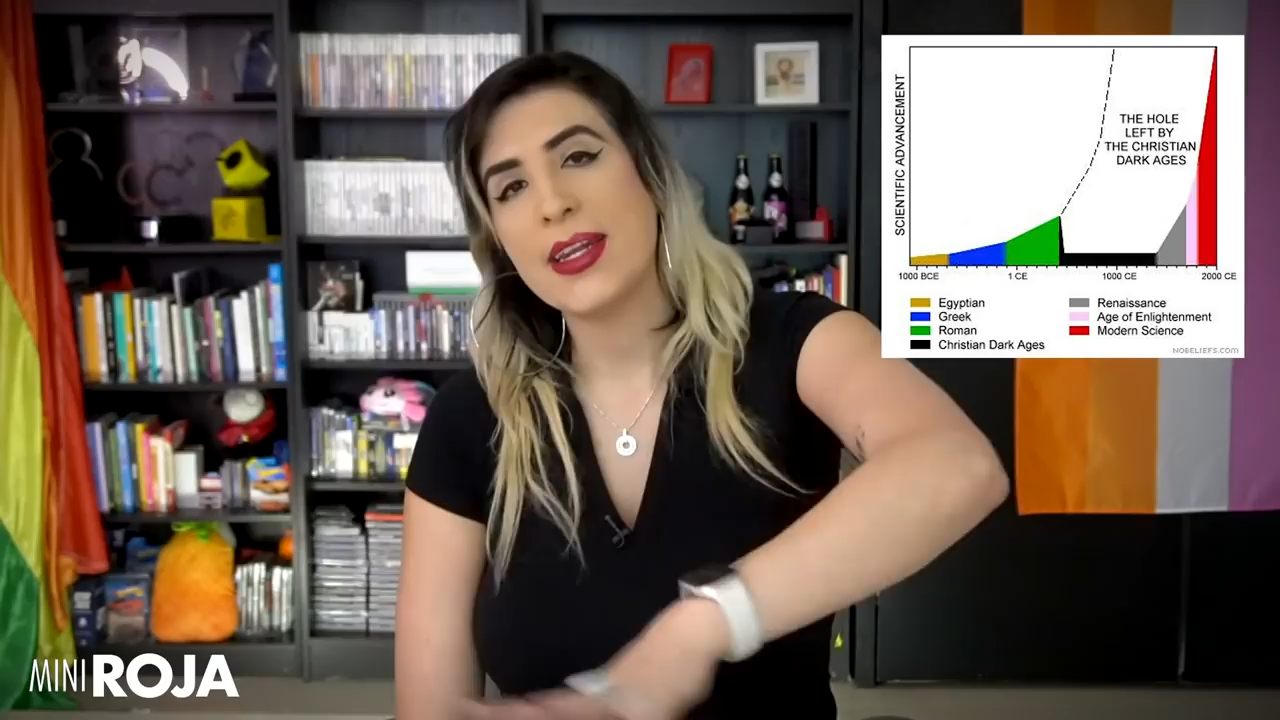 SCIENTIFIC ADVANCEMENT
THE HOLE
LEFT BY
THE CHRISTIAN
DARK AGES
1000 BCE
1 CE
1000 CE
2000 CE
Egyptian
Greek
Roman
Christian Dark Ages
Renaissance
Age of Enlightenment
Modern Science
NOBELIEFS.COM
MINI ROJA